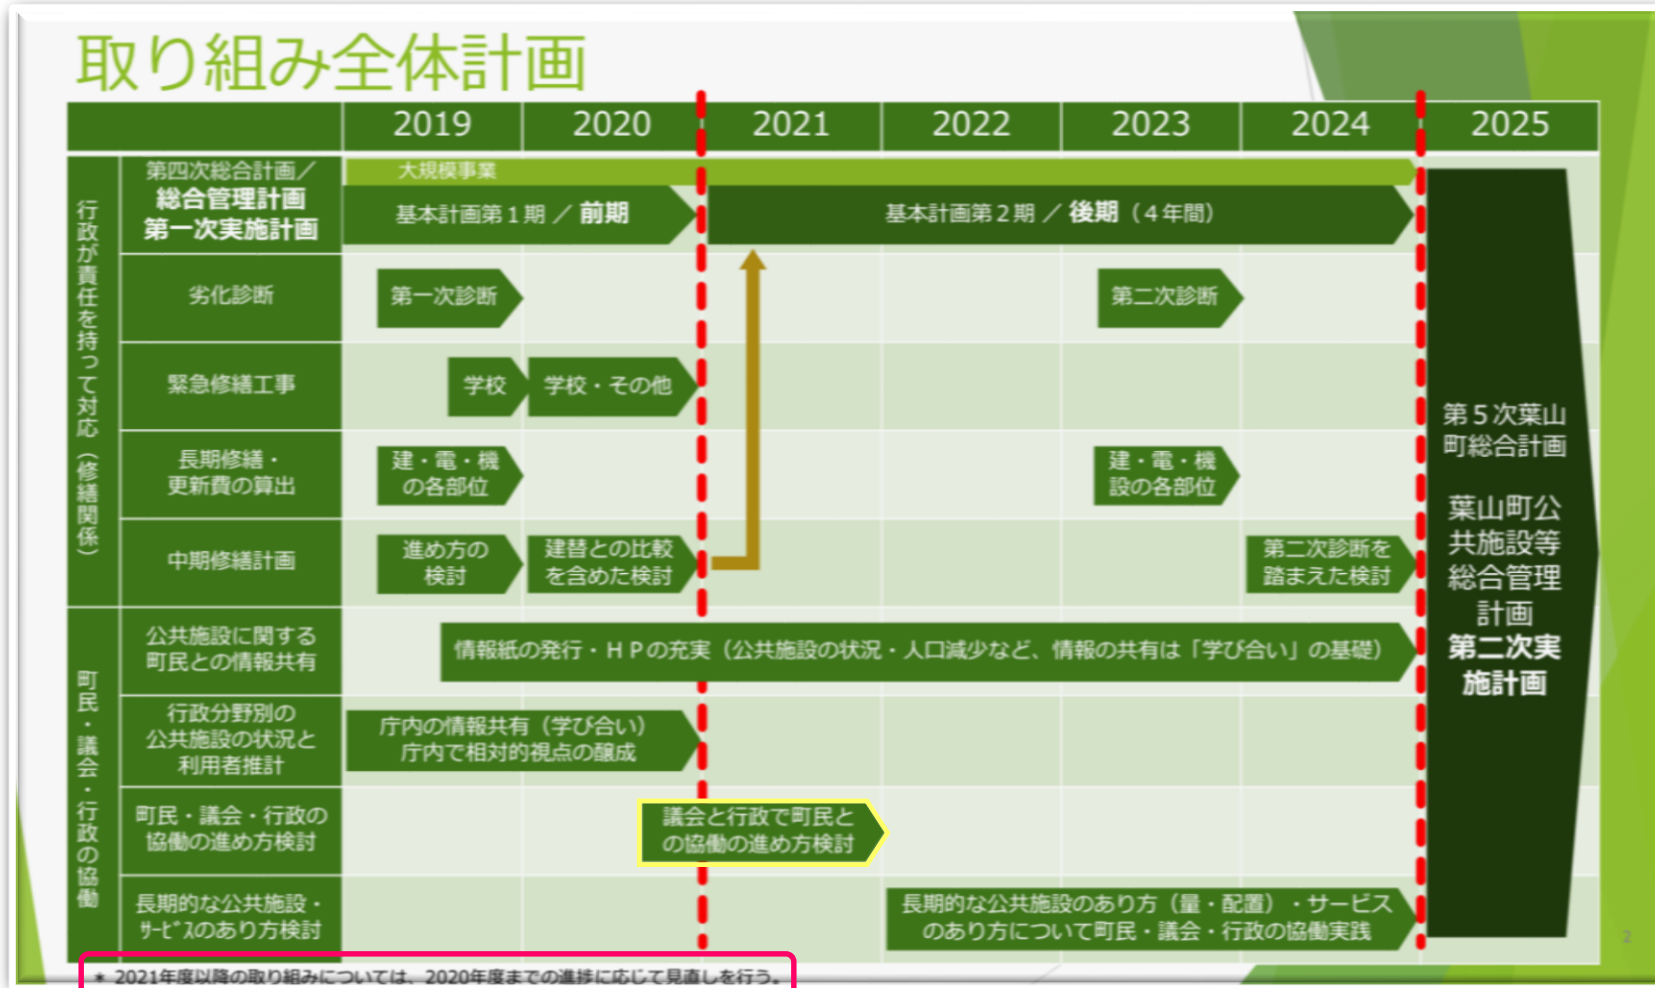 取り組み全体計画
2019 2020 2021 2022 2023 2024 2025
行政が責任を持って対応（修繕関係）
第四次総合計画／
総合管理計画
第一次実施計画
大規模事業
基本計画第１期 ／ 前期
基本計画第２期 ／ 後期（４年間）
劣化診断
第一次診断
第二次診断
緊急修繕工事
学校
学校・その他
長期修繕・
更新費の算出
建・電・機
の各部位
建・電・機
設の各部位
中期修繕計画
進め方の
検討
建替との比較
を含めた検討
第二次診断を
踏まえた検討
町民・議会・行政の協働
公共施設に関する
町民との情報共有
情報紙の発行・ＨＰの充実（公共施設の状況・人口減少など、情報の共有は「学び合い」の基礎）
行政分野別の
公共施設の状況と
利用者推計
庁内の情報共有（学び合い）
庁内で相対的視点の醸成
町民・議会・行政の
協働の進め方検討
議会と行政で町民と
の協働の進め方検討
長期的な公共施設・
ｻｰﾋﾞｽのあり方検討
長期的な公共施設のあり方（量・配置）・サービス
のあり方について町民・議会・行政の協働実践
第５次葉山
町総合計画
葉山町公
共施設等
総合管理
計画
第二次実
施計画
2
＊ 2021年度以降の取り組みについては、2020年度までの進捗に応じて見直しを行う。